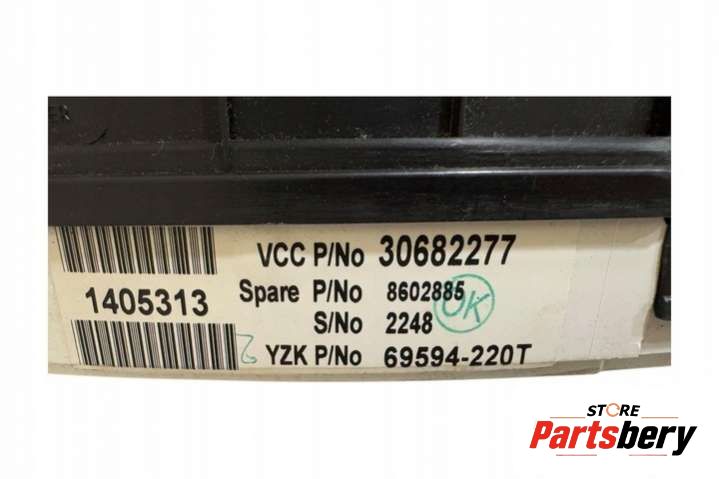 VCC P/No 30682277
1405313
Spare P/No 8602885
OK
S/No 2248
YZK P/No 69594-220T
STORE
Partsbery